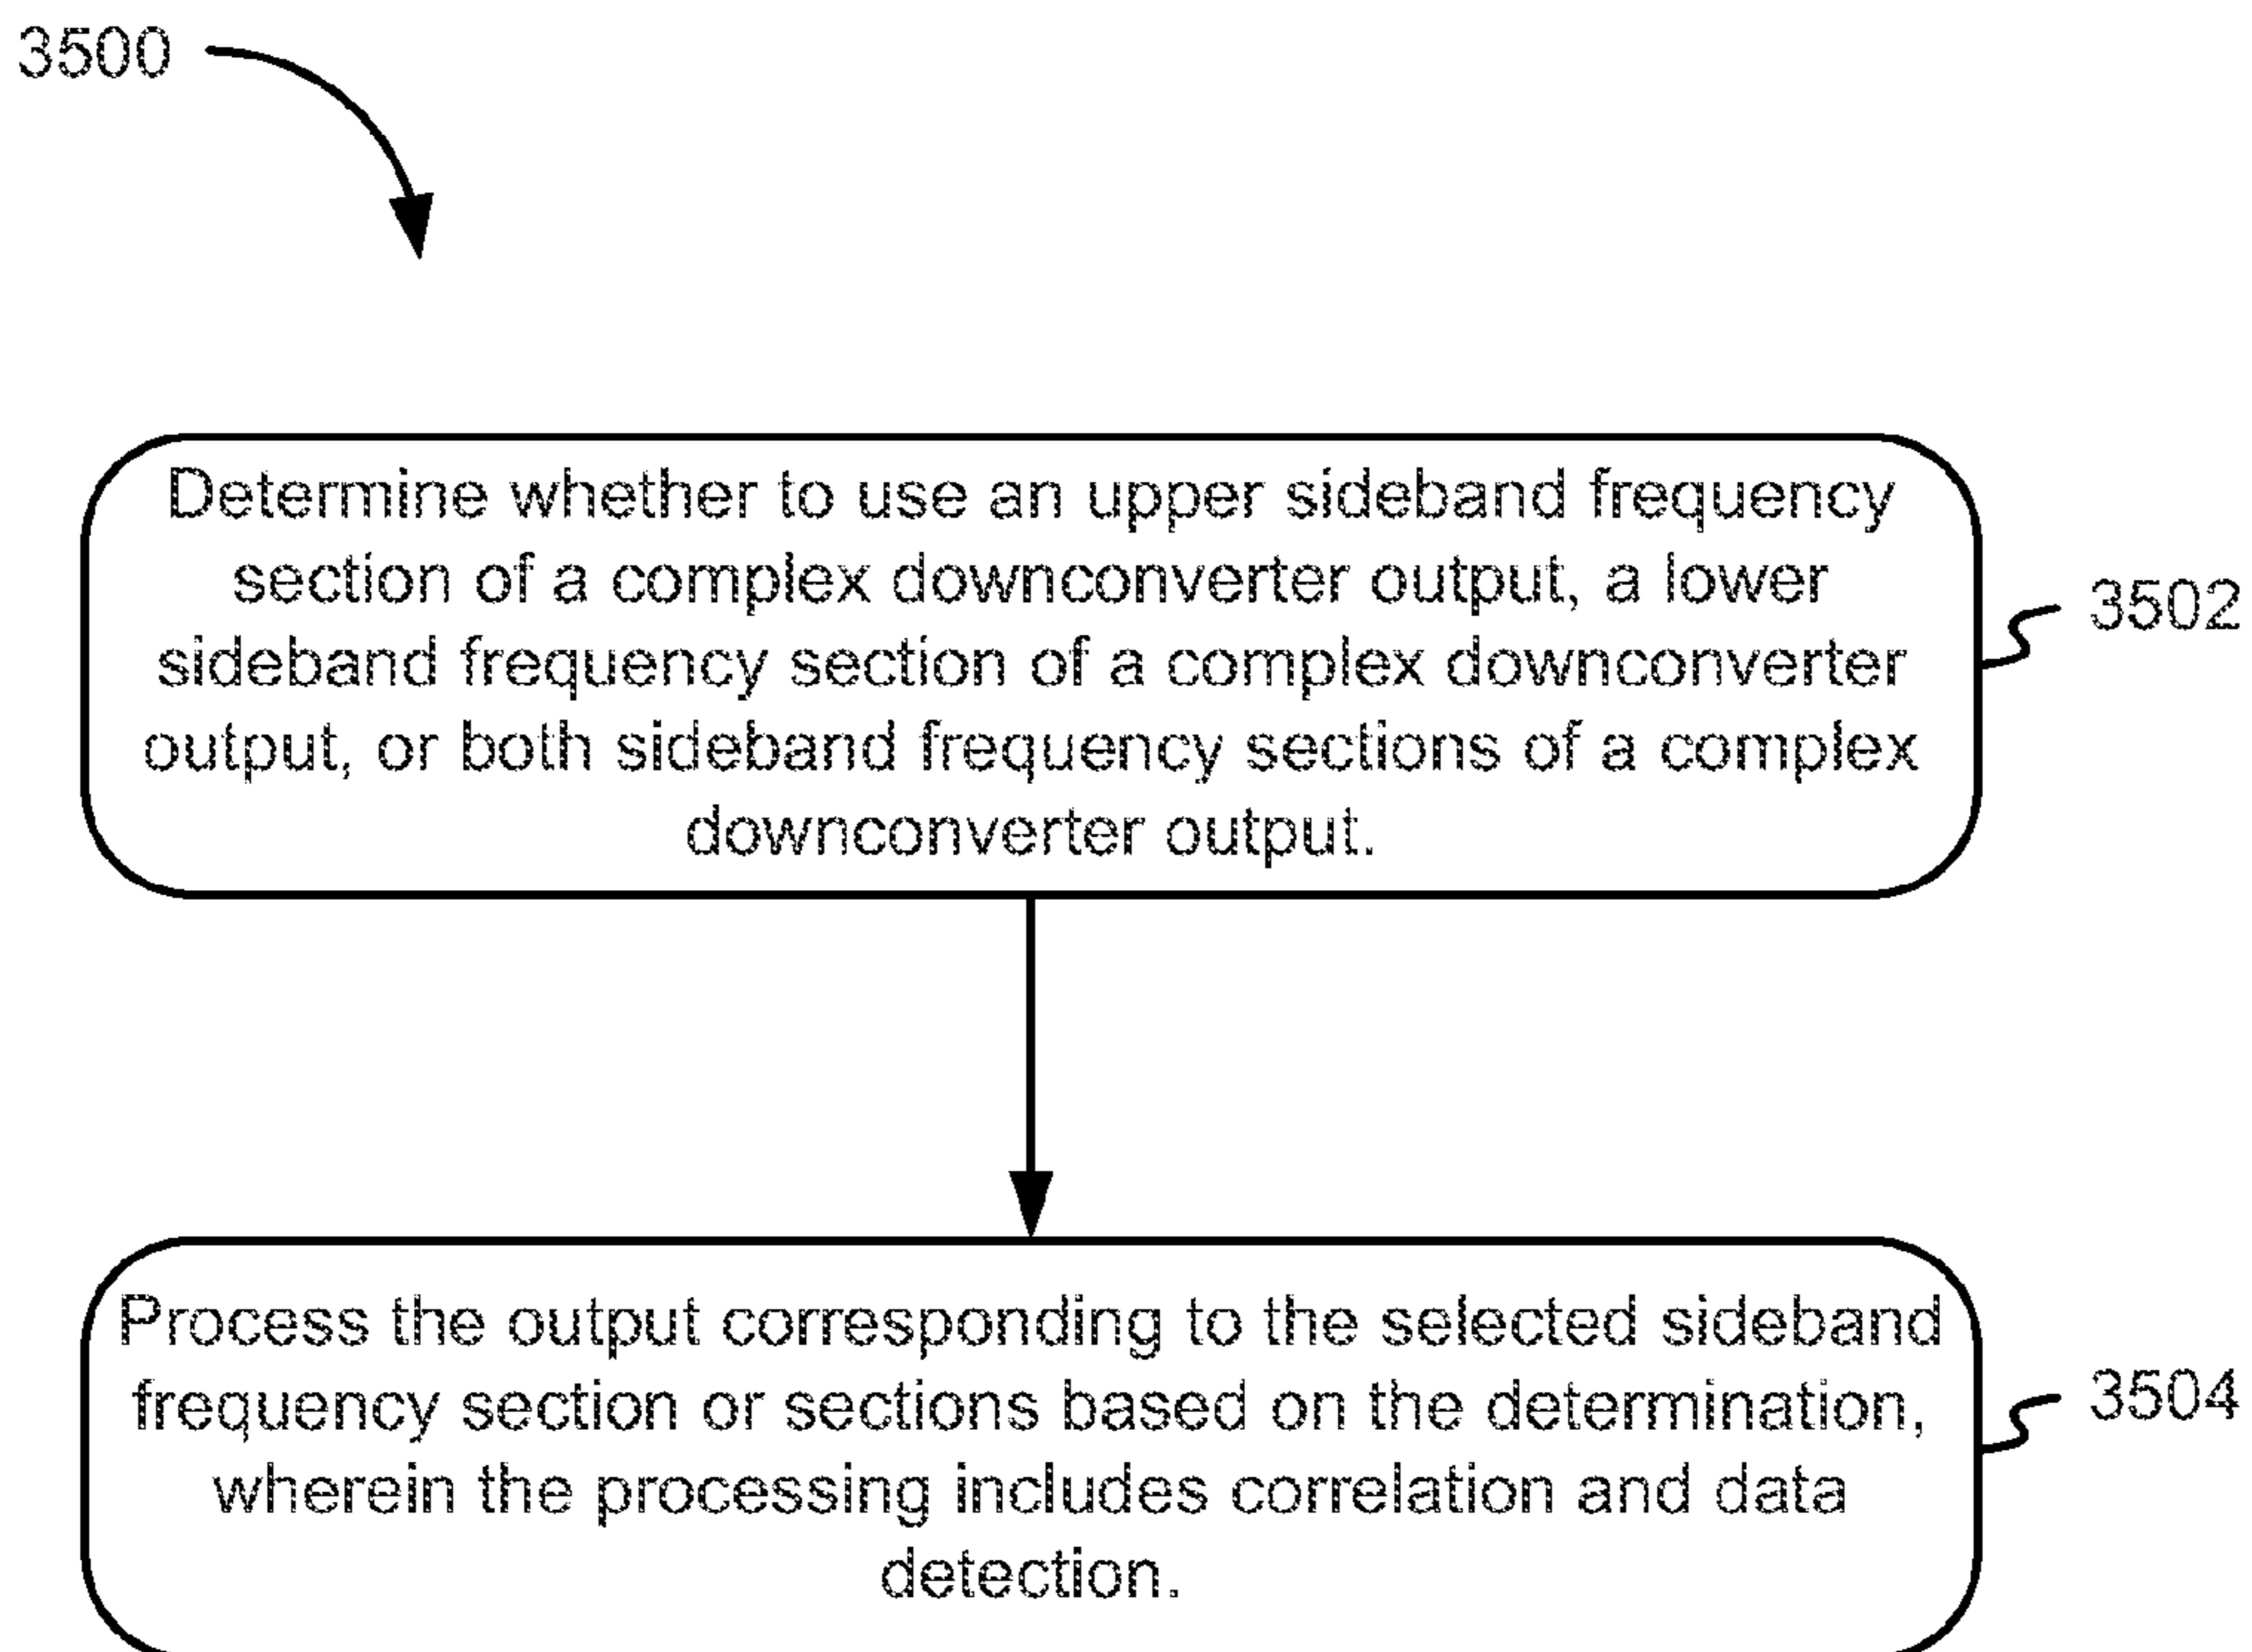 3500
Determine whether to use an upper sideband frequency
section of a complex downconverter output, a lower
sideband frequency section of a complex downconverter
output, or both sideband frequency sections of a complex
downconverter output.
3502
Process the output corresponding to the selected sideband
frequency section or sections based on the determination,
wherein the processing includes correlation and data
detection.
3504